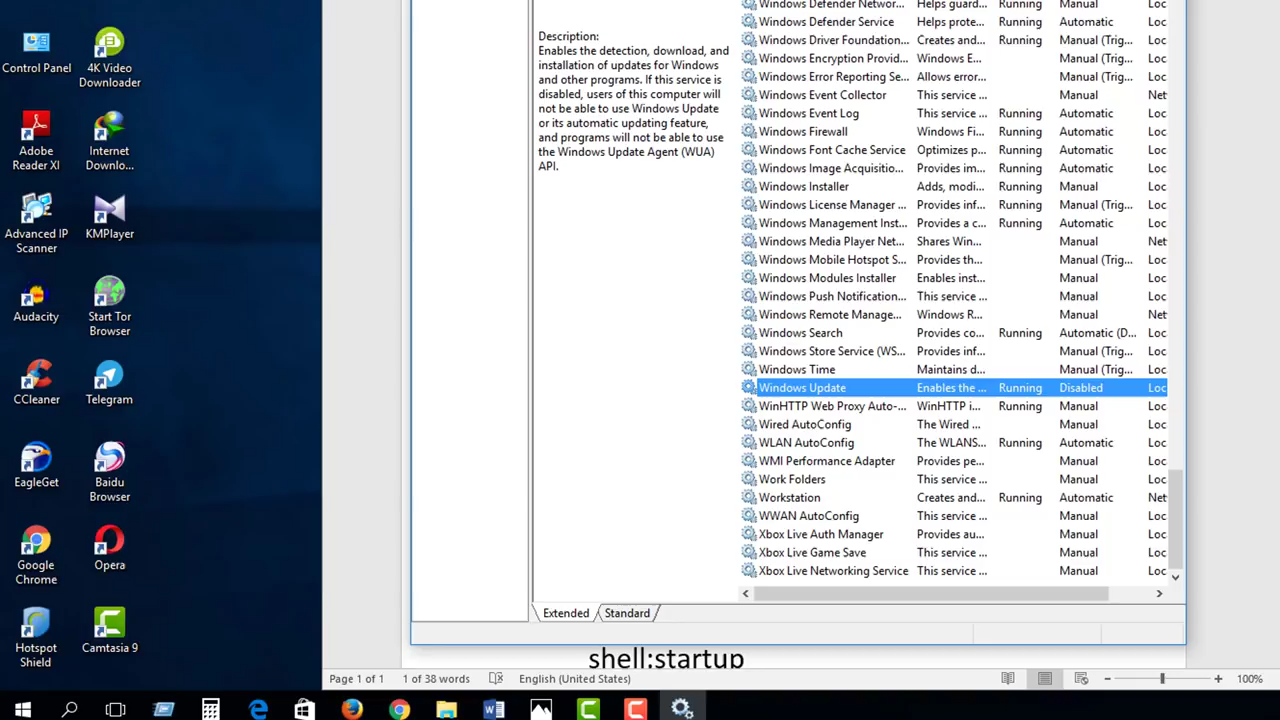 Control Panel
4K Video
Downloader
Adobe
Reader XI
Internet
Downlo...
Advanced IP
Scanner
KMPlayer
Audacity
Start Tor
Browser
CCleaner
Telegram
EagleGet
Baidu
Browser
Google
Chrome
Opera
Hotspot
Shield
Camtasia 9
Description:
Enables the detection, download, and
installation of updates for Windows
and other programs. If this service is
disabled, users of this computer will
not be able to use Windows Update
or its automatic updating feature,
and programs will not be able to use
the Windows Update Agent (WUA)
API.
Windows Defender Networ... Helps guard... Running Manual Loc
Windows Defender Service Helps prote... Running Automatic Loc
Windows Driver Foundation... Creates and... Running Manual (Trig... Loc
Windows Encryption Provid... Windows E... Manual (Trig... Loc
Windows Error Reporting Se... Allows error... Manual (Trig... Loc
Windows Event Collector This service ... Manual Net
Windows Event Log This service ... Running Automatic Loc
Windows Firewall Windows Fi... Running Automatic Loc
Windows Font Cache Service Optimizes p... Running Automatic Loc
Windows Image Acquisitio... Provides im... Running Automatic Loc
Windows Installer Adds, modi... Running Manual Loc
Windows License Manager ... Provides inf... Running Manual (Trig... Loc
Windows Management Inst... Provides a c... Running Automatic Loc
Windows Media Player Net... Shares Win... Manual Net
Windows Mobile Hotspot S... Provides th... Manual (Trig... Loc
Windows Modules Installer Enables inst... Manual Loc
Windows Push Notification... This service ... Manual Loc
Windows Remote Manage... Windows R... Manual Net
Windows Search Provides co... Running Automatic (D... Loc
Windows Store Service (WS... Provides inf... Manual (Trig... Loc
Windows Time Maintains d... Manual (Trig... Loc
Windows Update Enables the ... Running Disabled Loc
WinHTTP Web Proxy Auto-... WinHTTP i... Running Manual Loc
Wired AutoConfig The Wired ... Manual Loc
WLAN AutoConfig The WLANS... Running Automatic Loc
WMI Performance Adapter Provides pe... Manual Loc
Work Folders This service ... Manual Loc
Workstation Creates and... Running Automatic Net
WWAN AutoConfig This service ... Manual Loc
Xbox Live Auth Manager Provides au... Manual Loc
Xbox Live Game Save This service ... Manual Loc
Xbox Live Networking Service This service ... Manual Loc
Extended Standard
shell:startup
Page 1 of 1 1 of 38 words English (United States) 100%